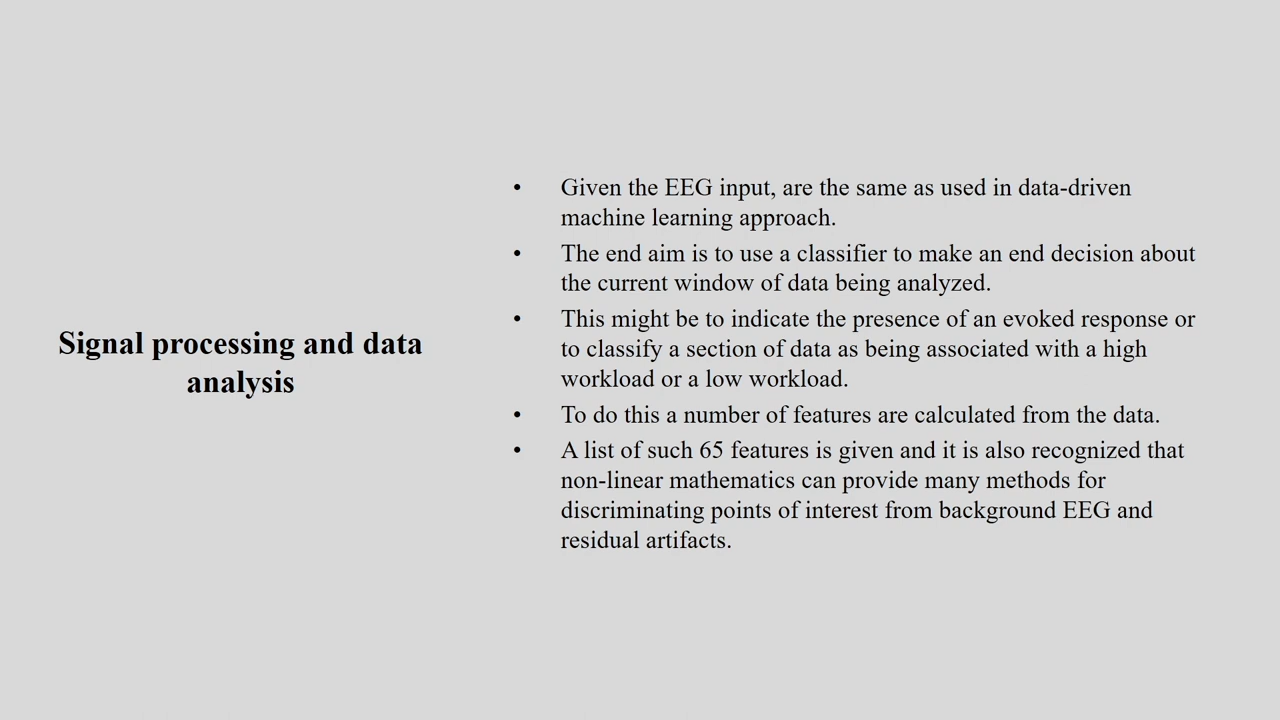 Signal processing and data
analysis
• Given the EEG input, are the same as used in data-driven
machine learning approach.
• The end aim is to use a classifier to make an end decision about
the current window of data being analyzed.
• This might be to indicate the presence of an evoked response or
to classify a section of data as being associated with a high
workload or a low workload.
• To do this a number of features are calculated from the data.
• A list of such 65 features is given and it is also recognized that
non-linear mathematics can provide many methods for
discriminating points of interest from background EEG and
residual artifacts.